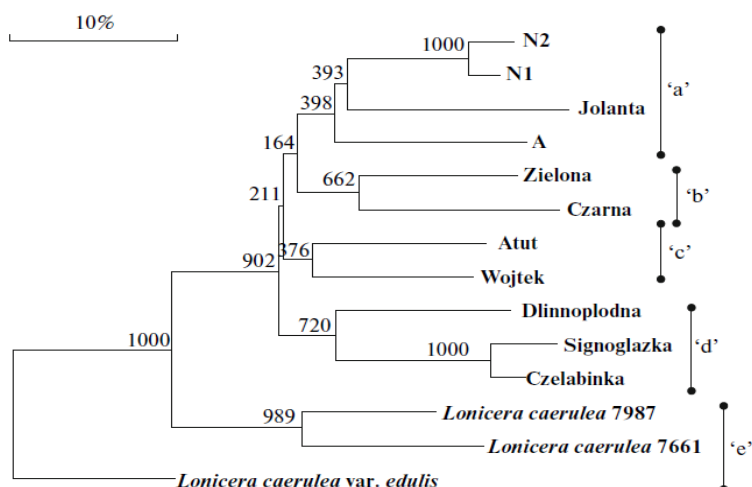 10%
1000
N2
N1
393
Jolanta
'a'
398
A
164
662
Zielona
Czarna
'b'
211
376
Atut
Wojtek
'c'
902
720
Dlinnoplodna
1000
Signoglazka
Czelabinka
'd'
1000
989
Lonicera caerulea 7987
Lonicera caerulea 7661
'e'
Lonicera caerulea var. edulis